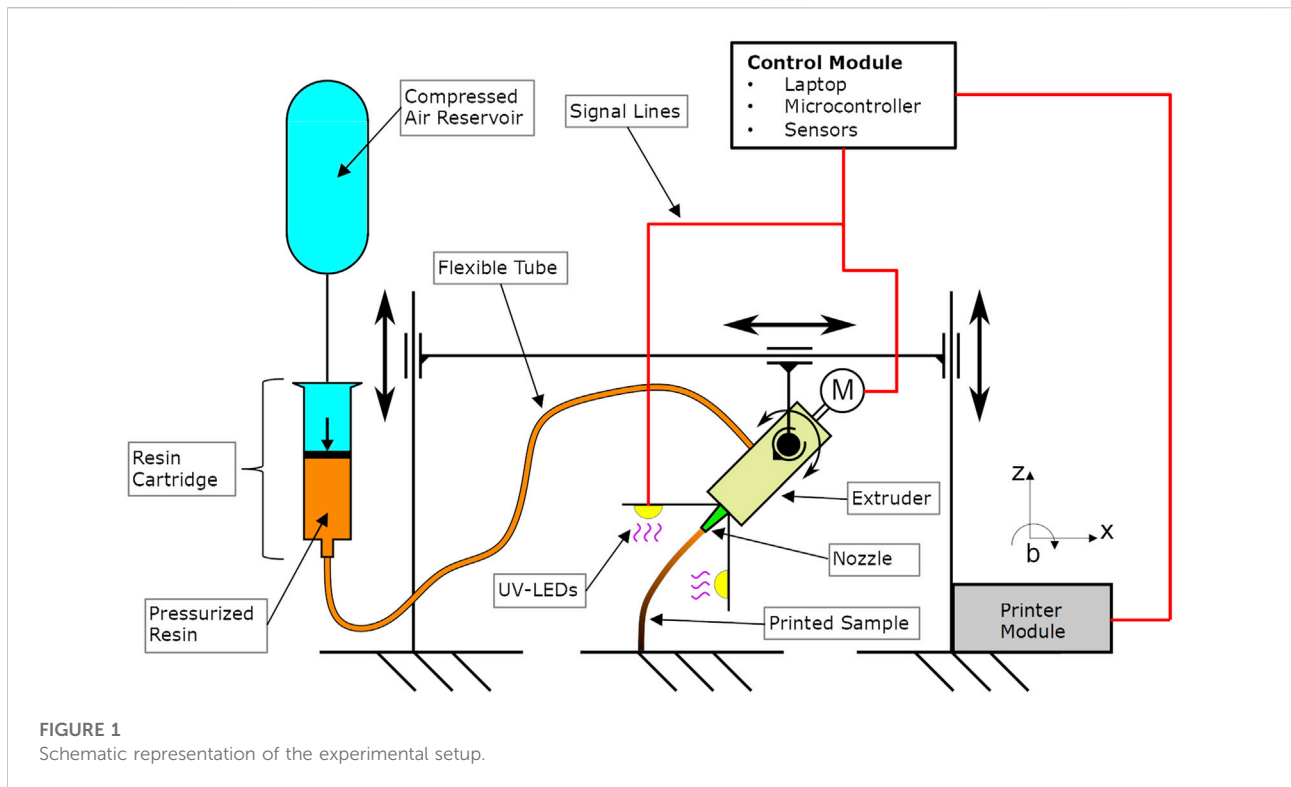 Control Module
• Laptop
• Microcontroller
• Sensors
Compressed
Air Reservoir
Signal Lines
Flexible Tube
M
Resin
Cartridge
Extruder
z
x
b
Nozzle
UV-LEDs
Pressurized
Resin
Printed Sample
Printer
Module
FIGURE 1
Schematic representation of the experimental setup.